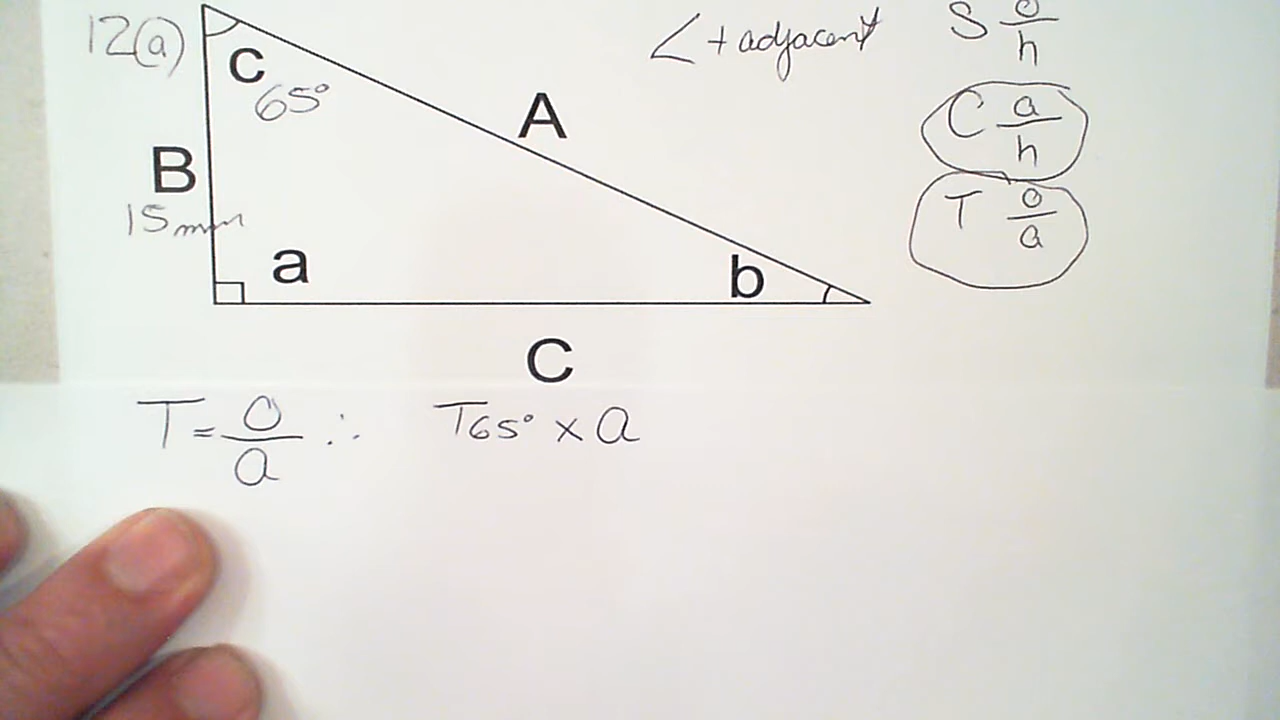 12(a)
c
65°
∠ + adjacent
S o/h
A
C a/h
B
15mm
T o/a
a
b
C
T = o/a ∴ T65° × a